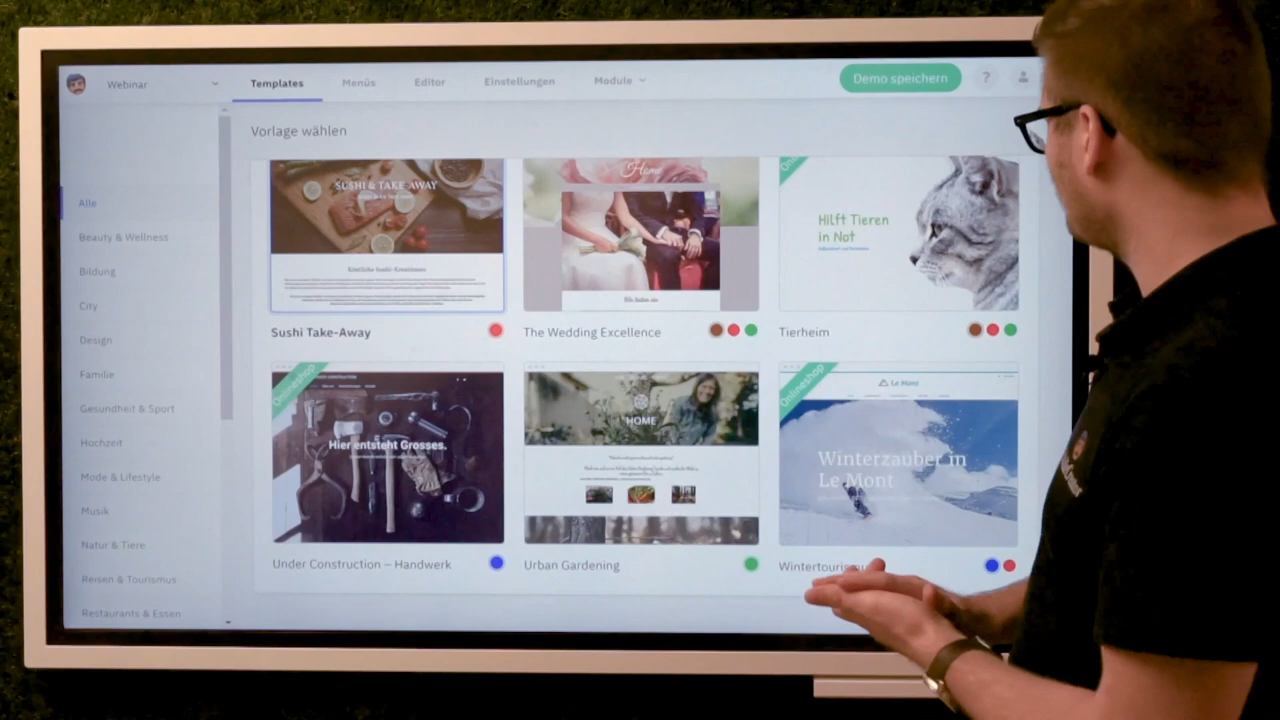 Webinar
Templates
Menüs
Editor
Einstellungen
Module
Demo speichern
?
Vorlage wählen
Alle
Beauty & Wellness
Bildung
City
Design
Familie
Gesundheit & Sport
Hochzeit
Mode & Lifestyle
Musik
Natur & Tiere
Reisen & Tourismus
Restaurants & Essen
SUSHI & TAKE-AWAY
Köstliche Sushi-Kreationen
Sushi Take-Away
Home
The Wedding Excellence
Hilft Tieren
in Not
Tierheim
Onlineshop
Hier entsteht Grosses.
Under Construction – Handwerk
HOME
Urban Gardening
Onlineshop
Le Mont
Winterzauber in
Le Mont